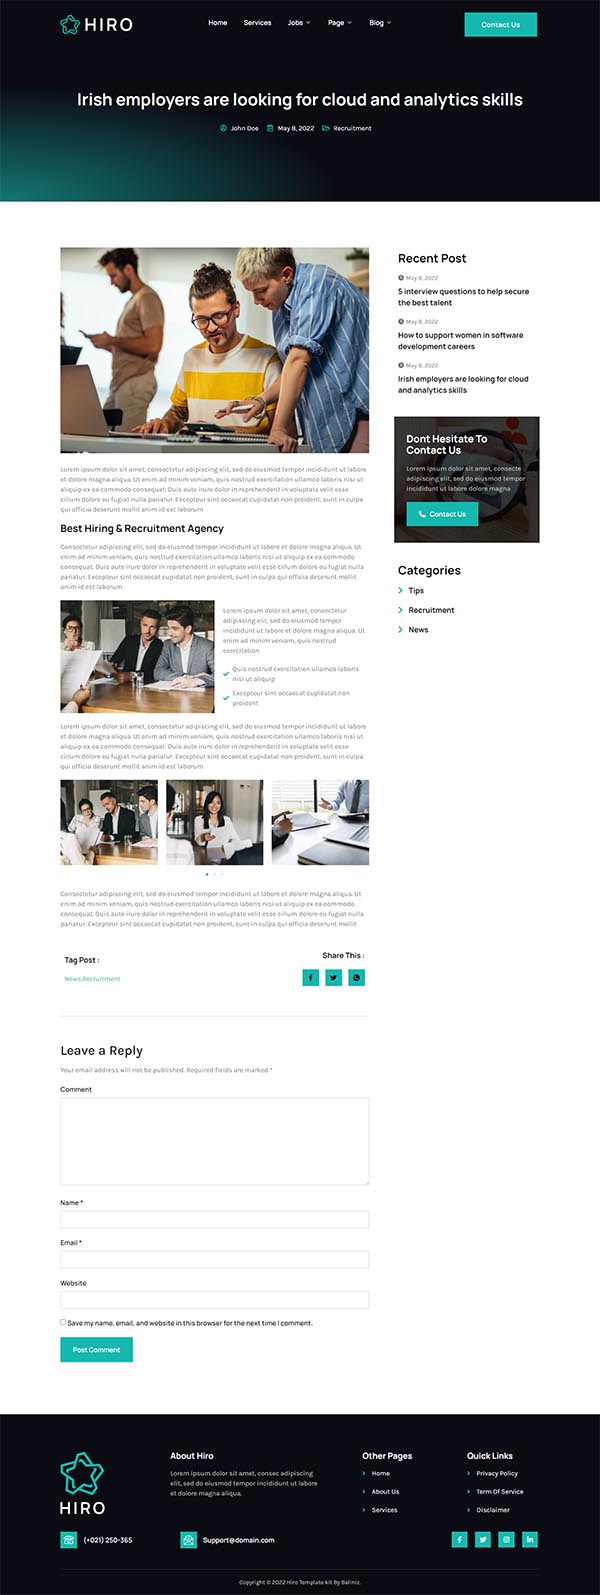 HIRO
Home Services Jobs Page Blog
Contact Us
Irish employers are looking for cloud and analytics skills
John Doe May 8, 2022 Recruitment
Lorem ipsum dolor sit amet, consectetur adipiscing elit, sed do eiusmod tempor incididunt ut labore
et dolore magna aliqua. Ut enim ad minim veniam, quis nostrud exercitation ullamco laboris nisi ut
aliquip ex ea commodo consequat. Duis aute irure dolor in reprehenderit in voluptate velit esse
cillum dolore eu fugiat nulla pariatur. Excepteur sint occaecat cupidatat non proident, sunt in culpa
qui officia deserunt mollit anim id est laborum
Best Hiring & Recruitment Agency
Consectetur adipiscing elit, sed do eiusmod tempor incididunt ut labore et dolore magna aliqua. Ut
enim ad minim veniam, quis nostrud exercitation ullamco laboris nisi ut aliquip ex ea commodo
consequat. Duis aute irure dolor in reprehenderit in voluptate velit esse cillum dolore eu fugiat nulla
pariatur. Excepteur sint occaecat cupidatat non proident, sunt in culpa qui officia deserunt mollit
anim id est laborum
Lorem ipsum dolor sit amet, consectetur
adipiscing elit, sed do eiusmod tempor
incididunt ut labore et dolore magna aliqua. Ut
enim ad minim veniam, quis nostrud
exercitation
Quis nostrud exercitation ullamco laboris
nisi ut aliquip
Excepteur sint occaecat cupidatat non
proident
Lorem ipsum dolor sit amet, consectetur adipiscing elit, sed do eiusmod tempor incididunt ut labore
et dolore magna aliqua. Ut enim ad minim veniam, quis nostrud exercitation ullamco laboris nisi ut
aliquip ex ea commodo consequat. Duis aute irure dolor in reprehenderit in voluptate velit esse
cillum dolore eu fugiat nulla pariatur. Excepteur sint occaecat cupidatat non proident, sunt in culpa
qui officia deserunt mollit anim id est laborum
Consectetur adipiscing elit, sed do eiusmod tempor incididunt ut labore et dolore magna aliqua. Ut
enim ad minim veniam, quis nostrud exercitation ullamco laboris nisi ut aliquip ex ea commodo
consequat. Duis aute irure dolor in reprehenderit in voluptate velit esse cillum dolore eu fugiat nulla
pariatur. Excepteur sint occaecat cupidatat non proident, sunt in culpa qui officia deserunt mollit
Tag Post :
News,Recruitment
Share This :
Leave a Reply
Your email address will not be published. Required fields are marked *
Comment
Name *
Email *
Website
Save my name, email, and website in this browser for the next time I comment.
Post Comment
Recent Post
May 8, 2022
5 interview questions to help secure
the best talent
May 8, 2022
How to support women in software
development careers
May 8, 2022
Irish employers are looking for cloud
and analytics skills
Dont Hesitate To
Contact Us
Lorem ipsum dolor sit amet, consecte
adipiscing elit, sed do eiusmod tempor
incididunt ut labore dolore magna
Contact Us
Categories
Tips
Recruitment
News
HIRO
About Hiro
Lorem ipsum dolor sit amet, consec adipiscing
elit, sed do eiusmod tempor incididunt ut labore
et dolore magna aliqua.
Other Pages
Home
About Us
Services
Quick Links
Privacy Policy
Term Of Service
Disclaimer
(+021) 250-365
Support@domain.com
Copyright © 2022 Hiro Template kit By Baliniz.